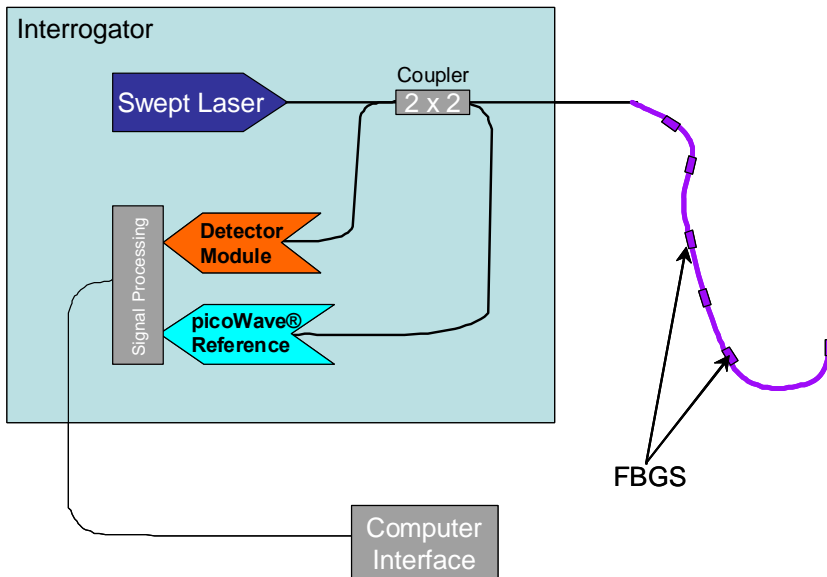 Interrogator
Coupler
Swept Laser
2 x 2
Detector
Module
Signal Processing
picoWave®
Reference
FBGS
Computer
Interface